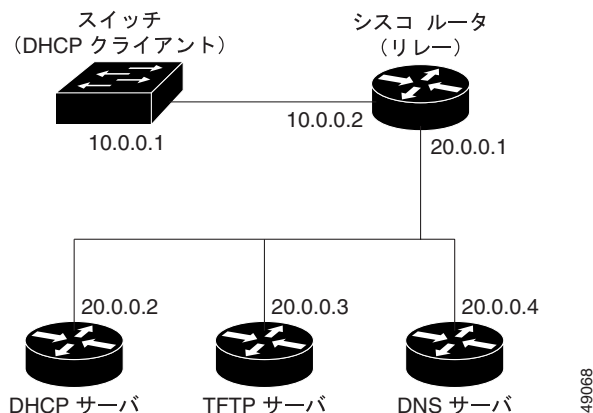 スイッチ
（DHCP クライアント）
シスコ ルータ
（リレー）
10.0.0.1
10.0.0.2
20.0.0.1
20.0.0.2
20.0.0.3
20.0.0.4
DHCP サーバ
TFTP サーバ
DNS サーバ
49068